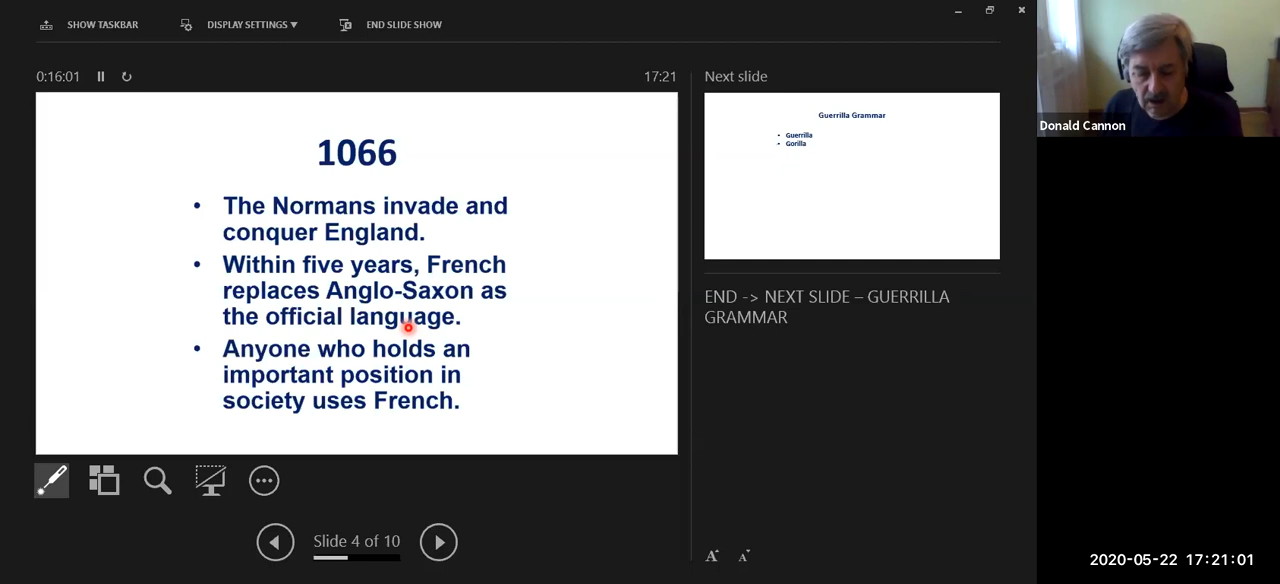 SHOW TASKBAR
DISPLAY SETTINGS ▼
END SLIDE SHOW
0:16:01
17:21
1066
• The Normans invade and
conquer England.
• Within five years, French
replaces Anglo-Saxon as
the official language.
• Anyone who holds an
important position in
society uses French.
Slide 4 of 10
Next slide
Guerrilla Grammar
• Guerrilla
• Gorilla
END -> NEXT SLIDE – GUERRILLA
GRAMMAR
A A
Donald Cannon
2020-05-22 17:21:01